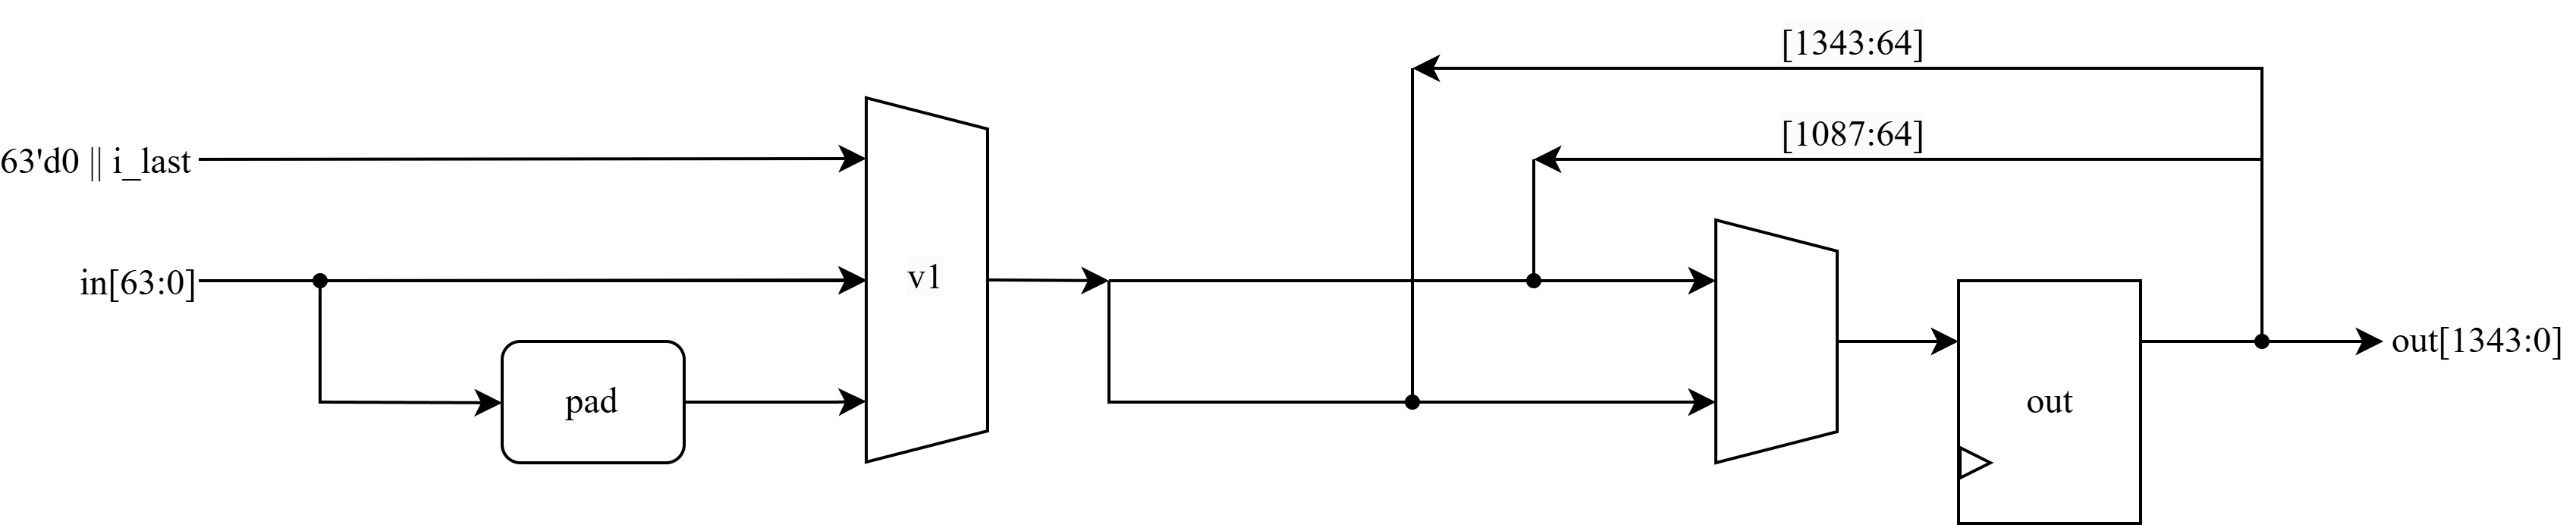 [1343:64]
[1087:64]
63'd0 || i_last
v1
in[63:0]
pad
out
out[1343:0]